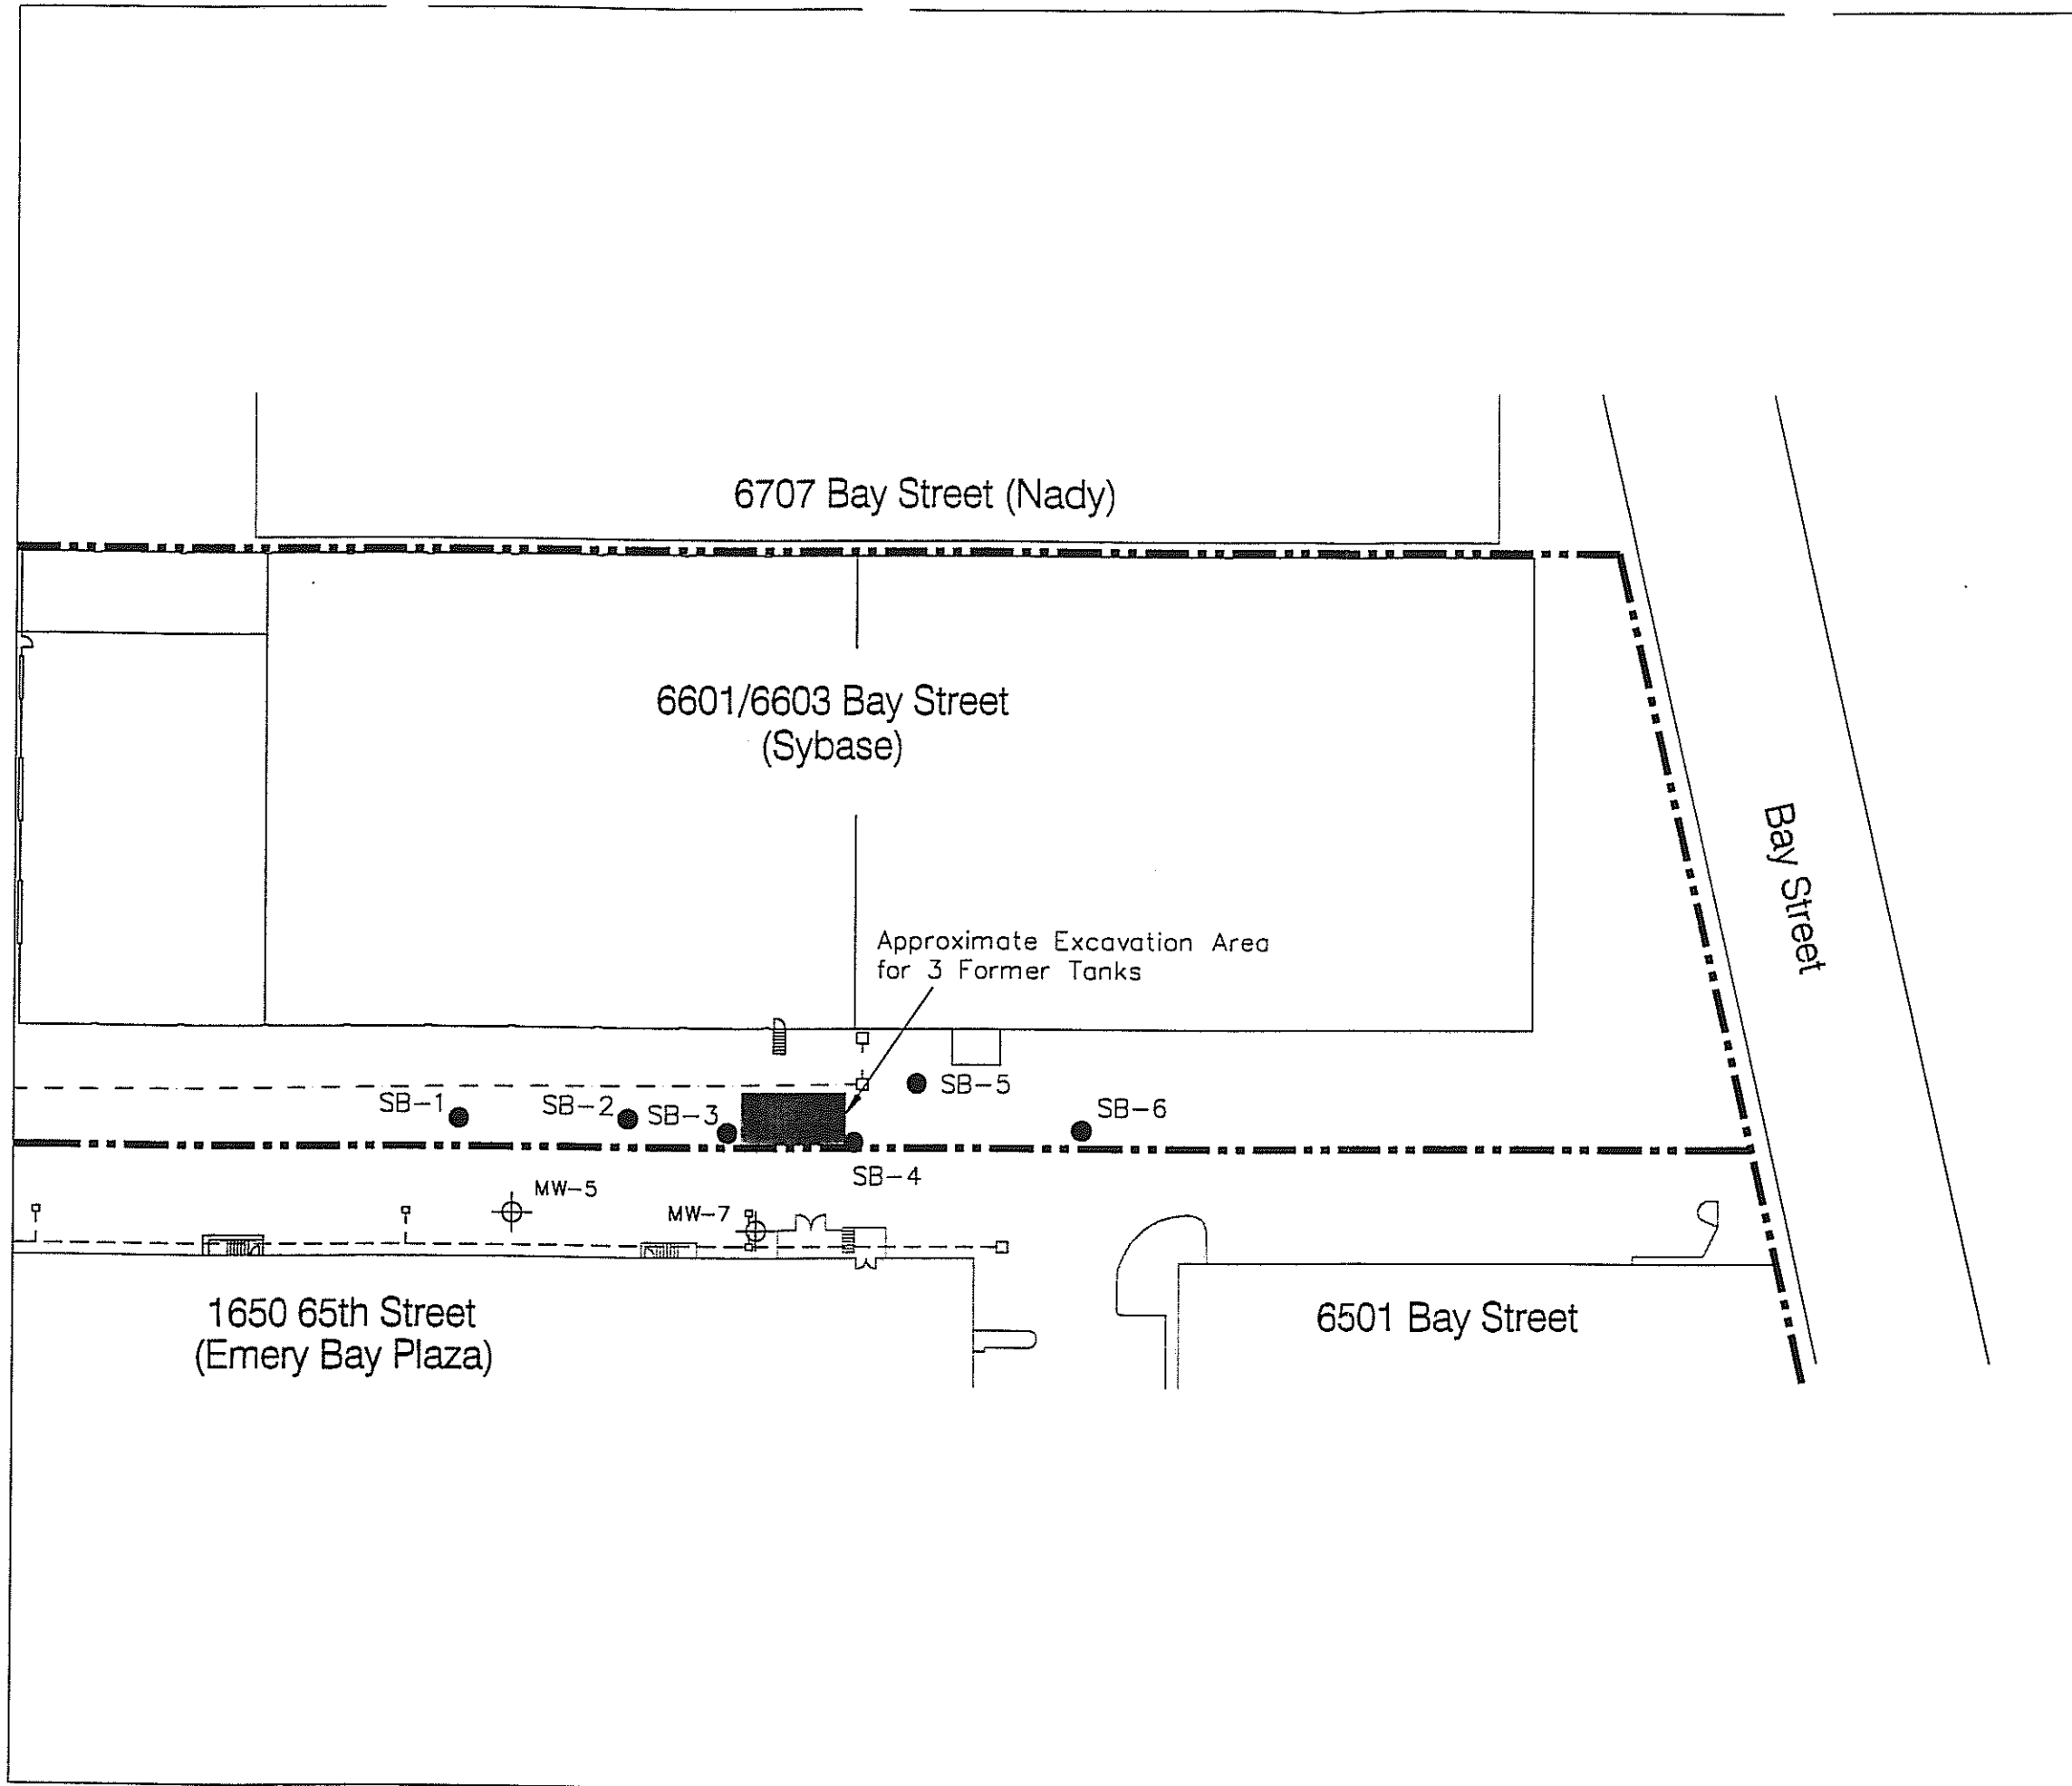 6707 Bay Street (Nady)
6601/6603 Bay Street
(Sybase)
Bay Street
Approximate Excavation Area
for 3 Former Tanks
SB-5
SB-1
SB-2
SB-3
SB-6
SB-4
MW-5
MW-7
1650 65th Street
(Emery Bay Plaza)
6501 Bay Street